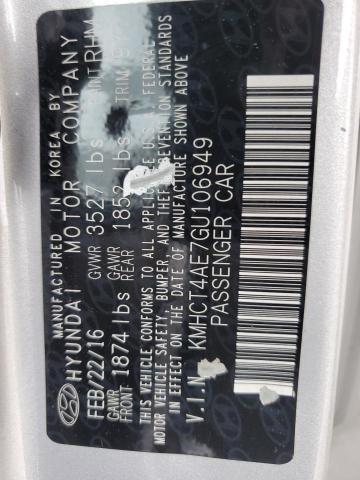 MANUFACTURED IN KOREA BY
HYUNDAI MOTOR COMPANY
FEB/22/16 GVWR 3527 lbs RHM
GAWR FRONT 1874 lbs GAWR REAR lbs TRIM
THIS VEHICLE CONFORMS TO ALL APPLICABLE U.S.A FEDERAL
MOTOR VEHICLE SAFETY, BUMPER, AND THEFT PREVENTION STANDARDS
IN EFFECT ON THE DATE OF MANUFACTURE SHOWN ABOVE
V.I.N KMHCT4AE7GU106949
PASSENGER CAR